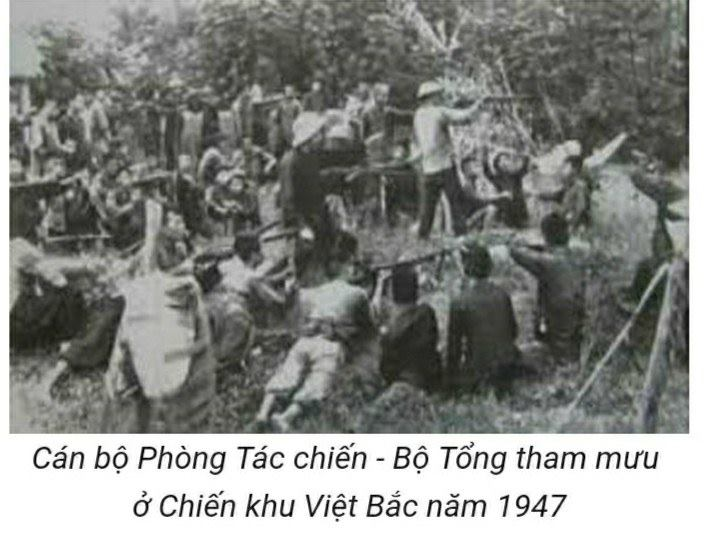 Cán bộ Phòng Tác chiến - Bộ Tổng tham mưu
ở Chiến khu Việt Bắc năm 1947